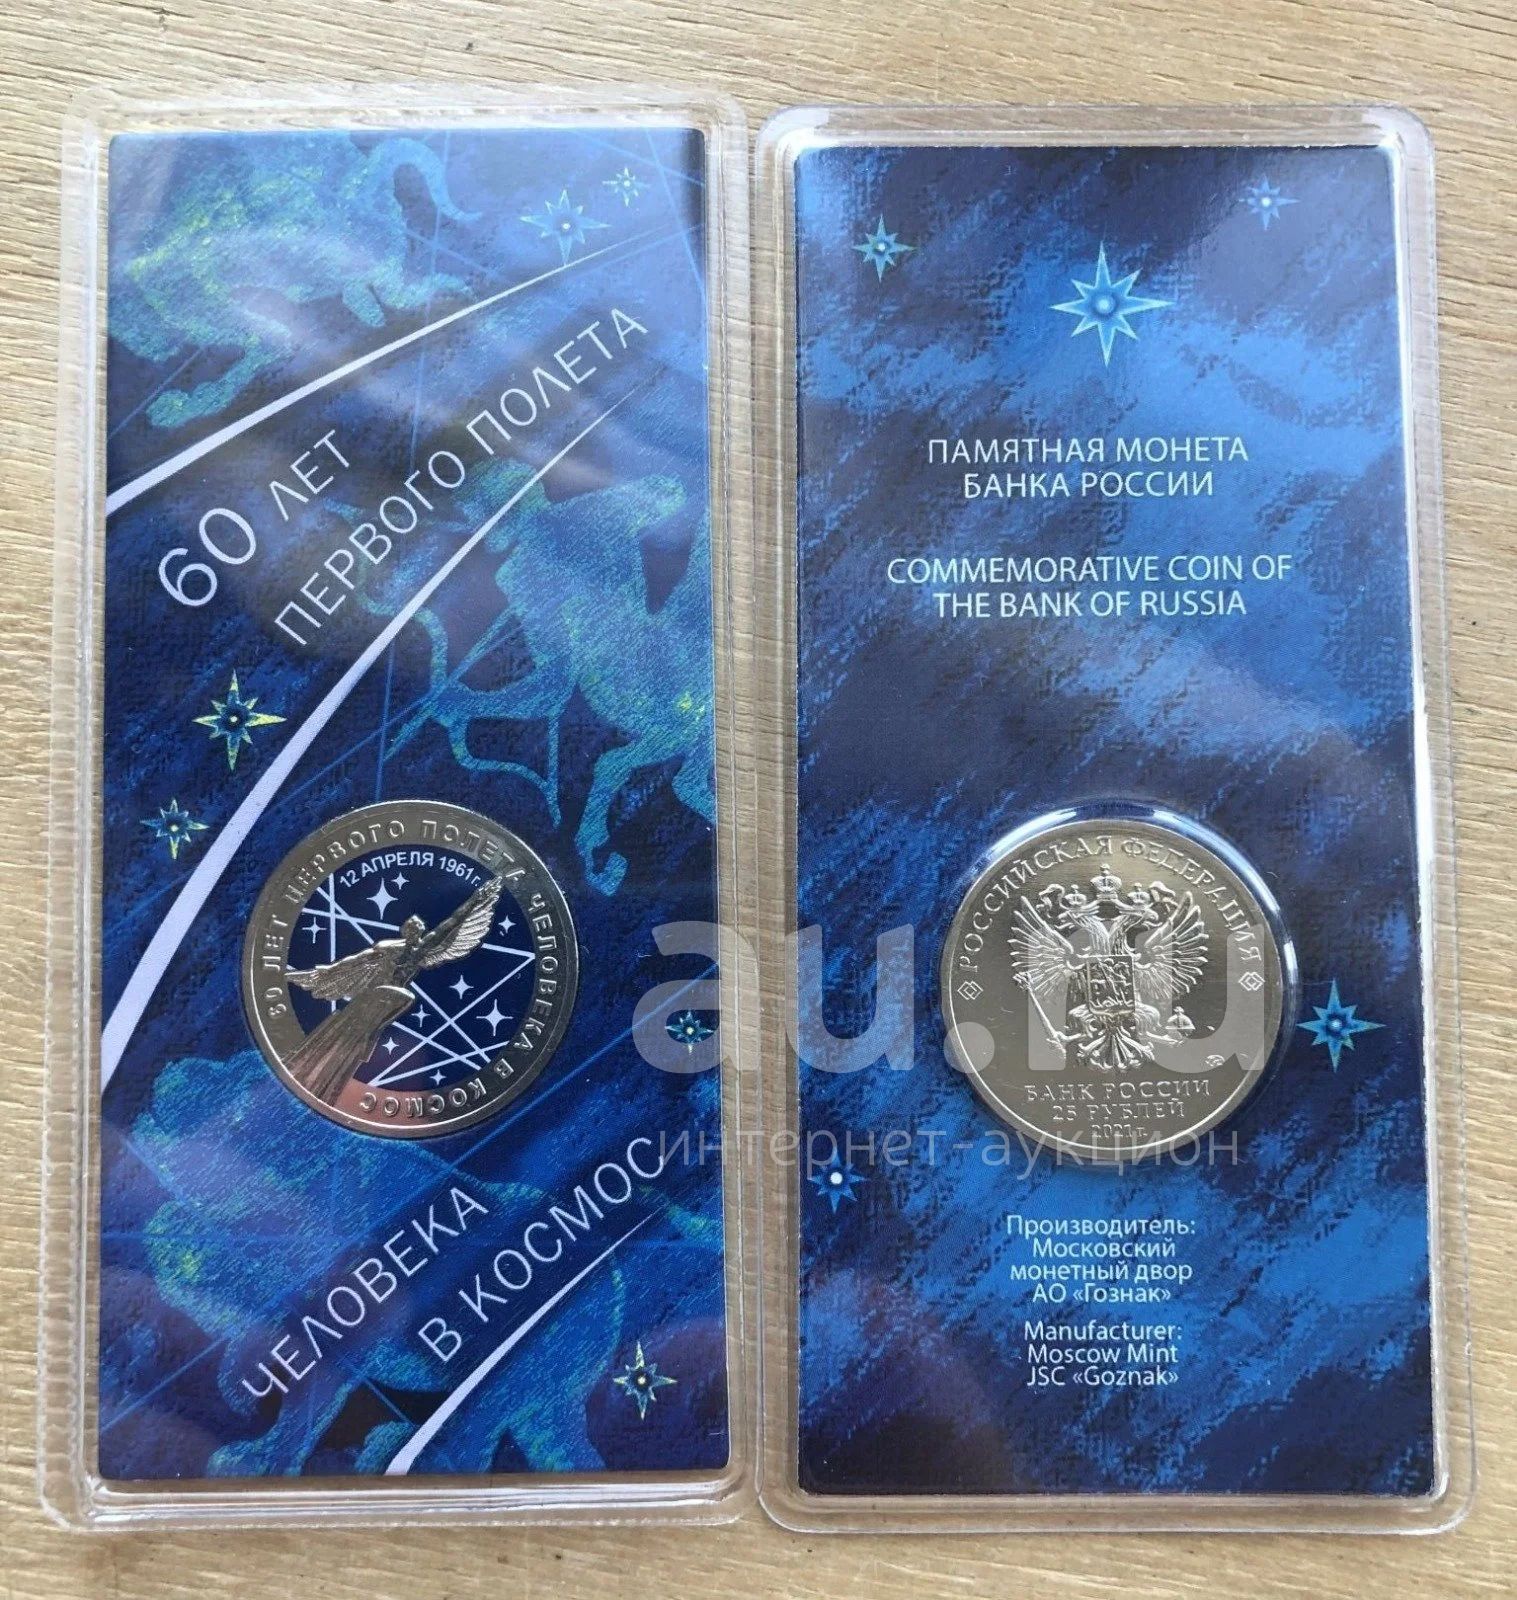 60 ЛЕТ
ПЕРВОГО ПОЛЕТА
60 ЛЕТ ПЕРВОГО ПОЛЕТА ЧЕЛОВЕКА В КОСМОС
12 АПРЕЛЯ 1961г.
ЧЕЛОВЕКА
В КОСМОС
ПАМЯТНАЯ МОНЕТА
БАНКА РОССИИ
COMMEMORATIVE COIN OF
THE BANK OF RUSSIA
РОССИЙСКАЯ ФЕДЕРАЦИЯ
БАНК РОССИИ
25 РУБЛЕЙ
2021 г.
Производитель:
Московский
монетный двор
АО «Гознак»
Manufacturer:
Moscow Mint
JSC «Goznak»
au.ru
интернет-аукцион